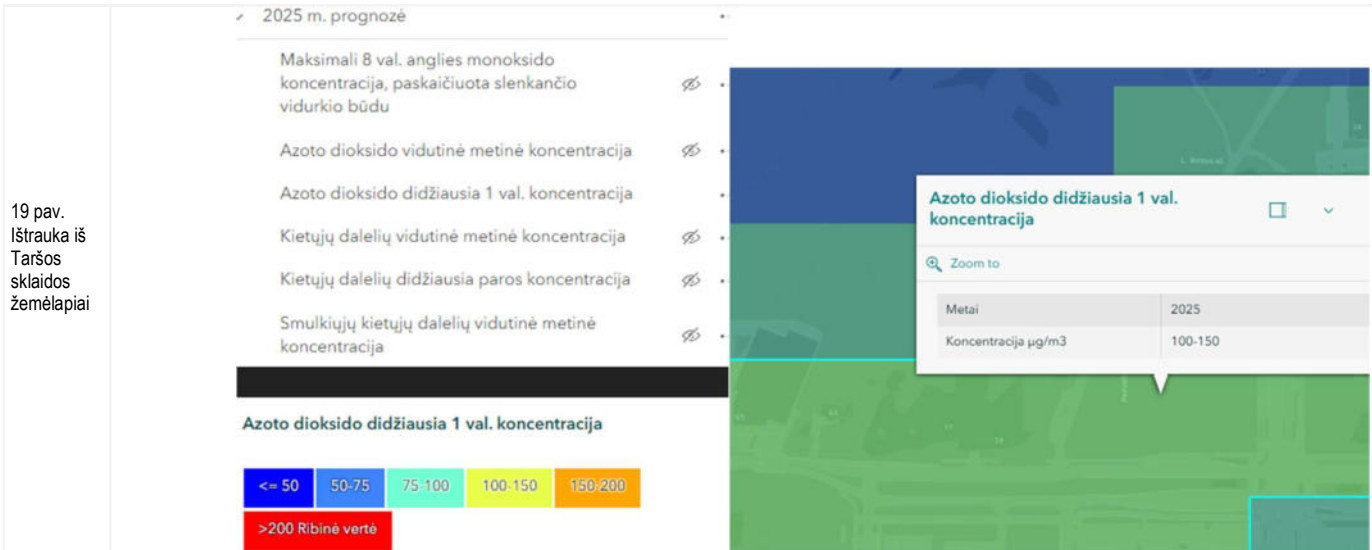 19 pav.
Ištrauka iš
Taršos
sklaidos
žemėlapiai
2025 m. prognozė
Maksimali 8 val. anglies monoksido
koncentracija, paskaičiuota slenkančio
vidurkio būdu
Azoto dioksido vidutinė metinė koncentracija
Azoto dioksido didžiausia 1 val. koncentracija
Kietųjų dalelių vidutinė metinė koncentracija
Kietųjų dalelių didžiausia paros koncentracija
Smulkiųjų kietųjų dalelių vidutinė metinė
koncentracija
Azoto dioksido didžiausia 1 val. koncentracija
<= 50 50-75 75-100 100-150 150-200
>200 Ribinė vertė
Azoto dioksido didžiausia 1 val.
koncentracija
Zoom to
Metai 2025
Koncentracija µg/m3 100-150